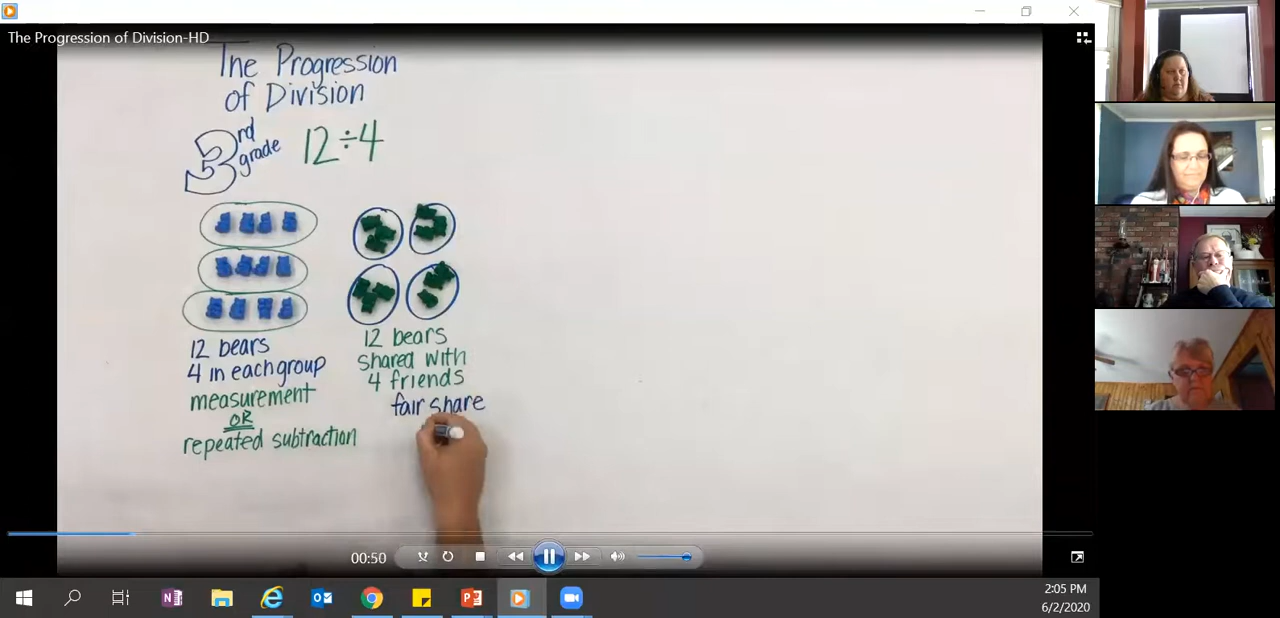 The Progression of Division-HD
The Progression
of Division
3rd
grade
12÷4
12 bears
4 in each group
measurement
OR
repeated subtraction
12 bears
shared with
4 friends
fair share
00:50
2:05 PM
6/2/2020